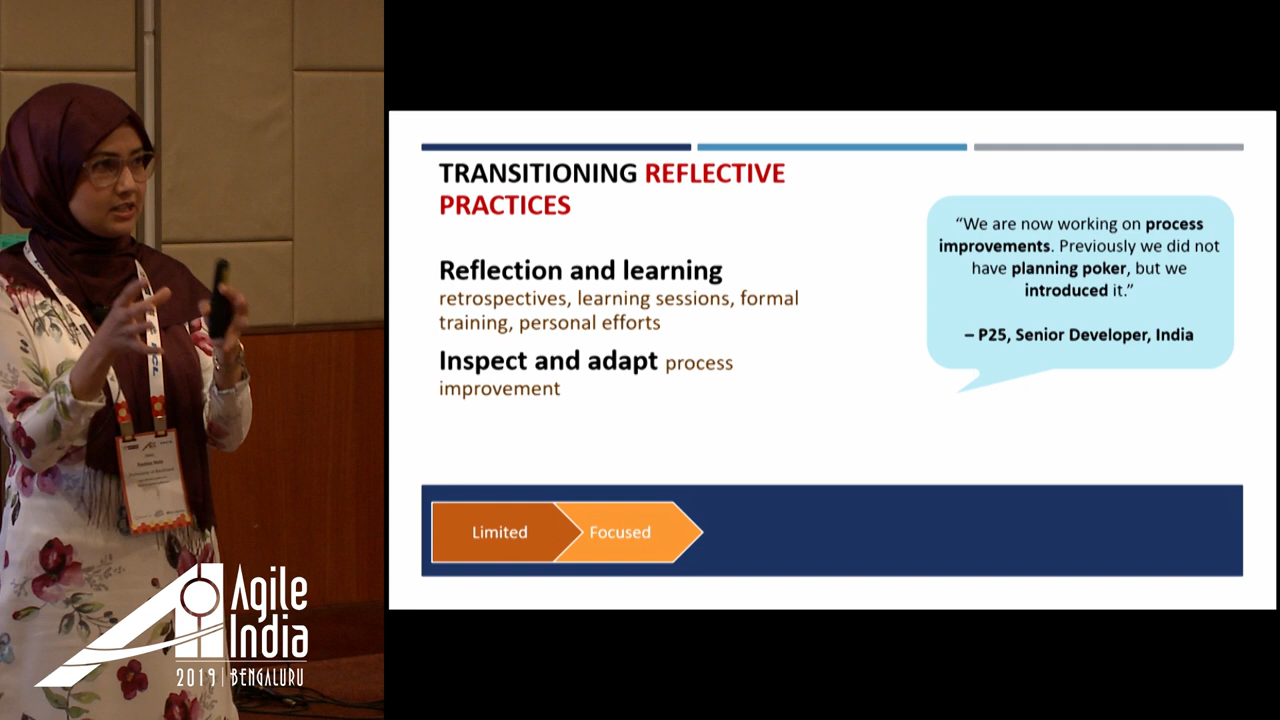 TRANSITIONING REFLECTIVE
PRACTICES
Reflection and learning
retrospectives, learning sessions, formal
training, personal efforts
Inspect and adapt process
improvement
“We are now working on process
improvements. Previously we did not
have planning poker, but we
introduced it.”
– P25, Senior Developer, India
Limited
Focused
Agile
India
2019 | BENGALURU